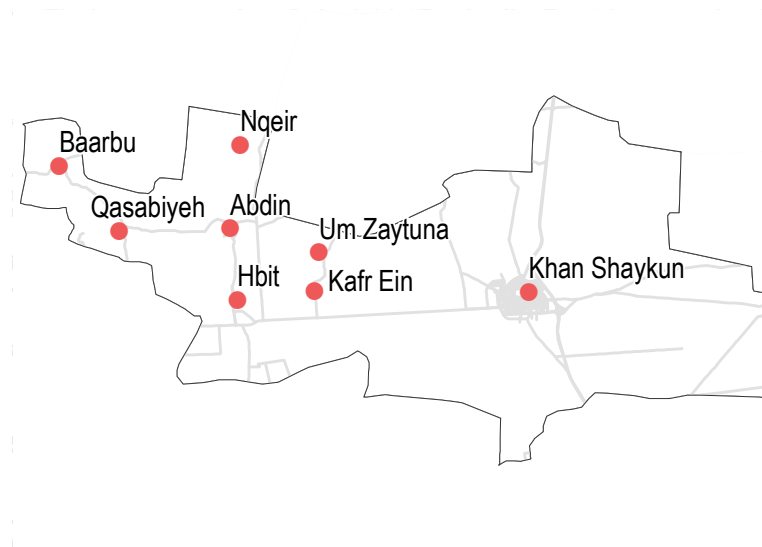 Nqeir
Baarbu
Qasabiyeh
Abdin
Um Zaytuna
Khan Shaykun
Hbit
Kafr Ein